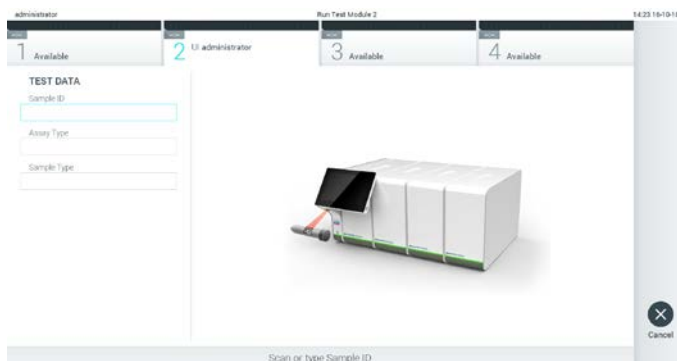 administrator
Run Test Module 2
14:23 16-10-18
1 Available
2 UI administrator
3 Available
4 Available
TEST DATA
Sample ID
Assay Type
Sample Type
Cancel
Scan or type Sample ID